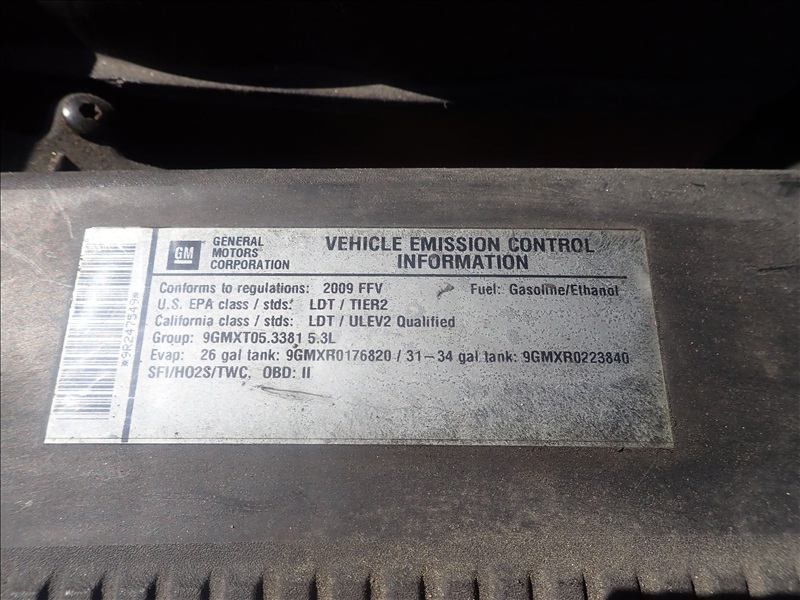 GM
GENERAL
MOTORS
CORPORATION
VEHICLE EMISSION CONTROL
INFORMATION
Conforms to regulations: 2009 FFV Fuel: Gasoline/Ethanol
U.S. EPA class / stds: LDT / TIER2
California class / stds: LDT / ULEV2 Qualified
Group: 9GMXT05.3381 5.3L
Evap: 26 gal tank: 9GMXR0176820 / 31-34 gal tank: 9GMXR0223840
SFI/HO2S/TWC, OBD: II
*9R247549*